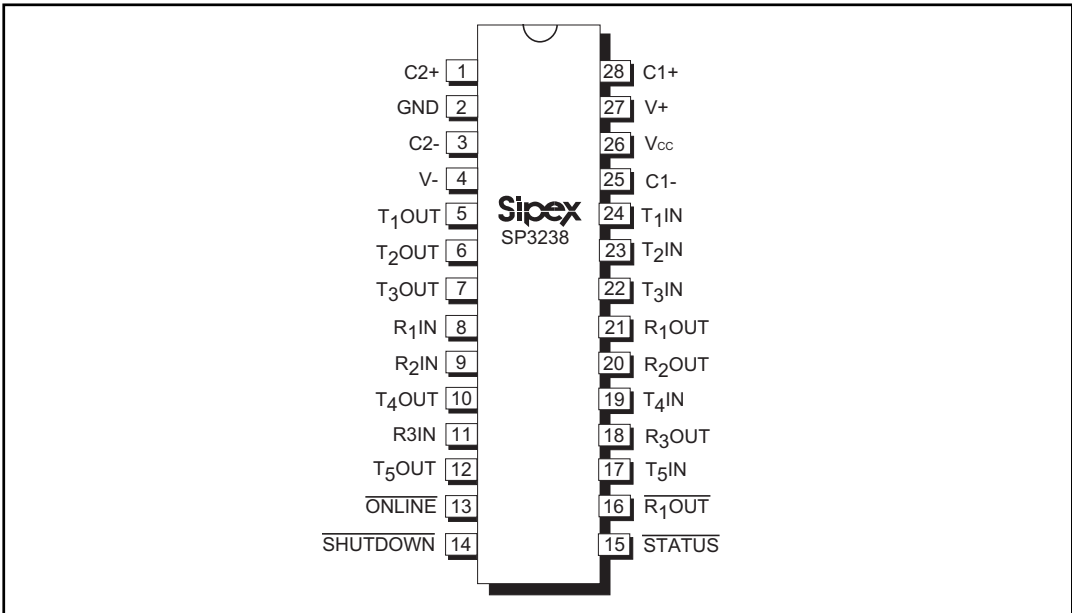 C2+ 1 28 C1+
GND 2 27 V+
C2- 3 26 Vcc
V- 4 25 C1-
T1OUT 5 Sipex 24 T1IN
SP3238
T2OUT 6 23 T2IN
T3OUT 7 22 T3IN
R1IN 8 21 R1OUT
R2IN 9 20 R2OUT
T4OUT 10 19 T4IN
R3IN 11 18 R3OUT
T5OUT 12 17 T5IN
ONLINE 13 16 R1OUT
SHUTDOWN 14 15 STATUS